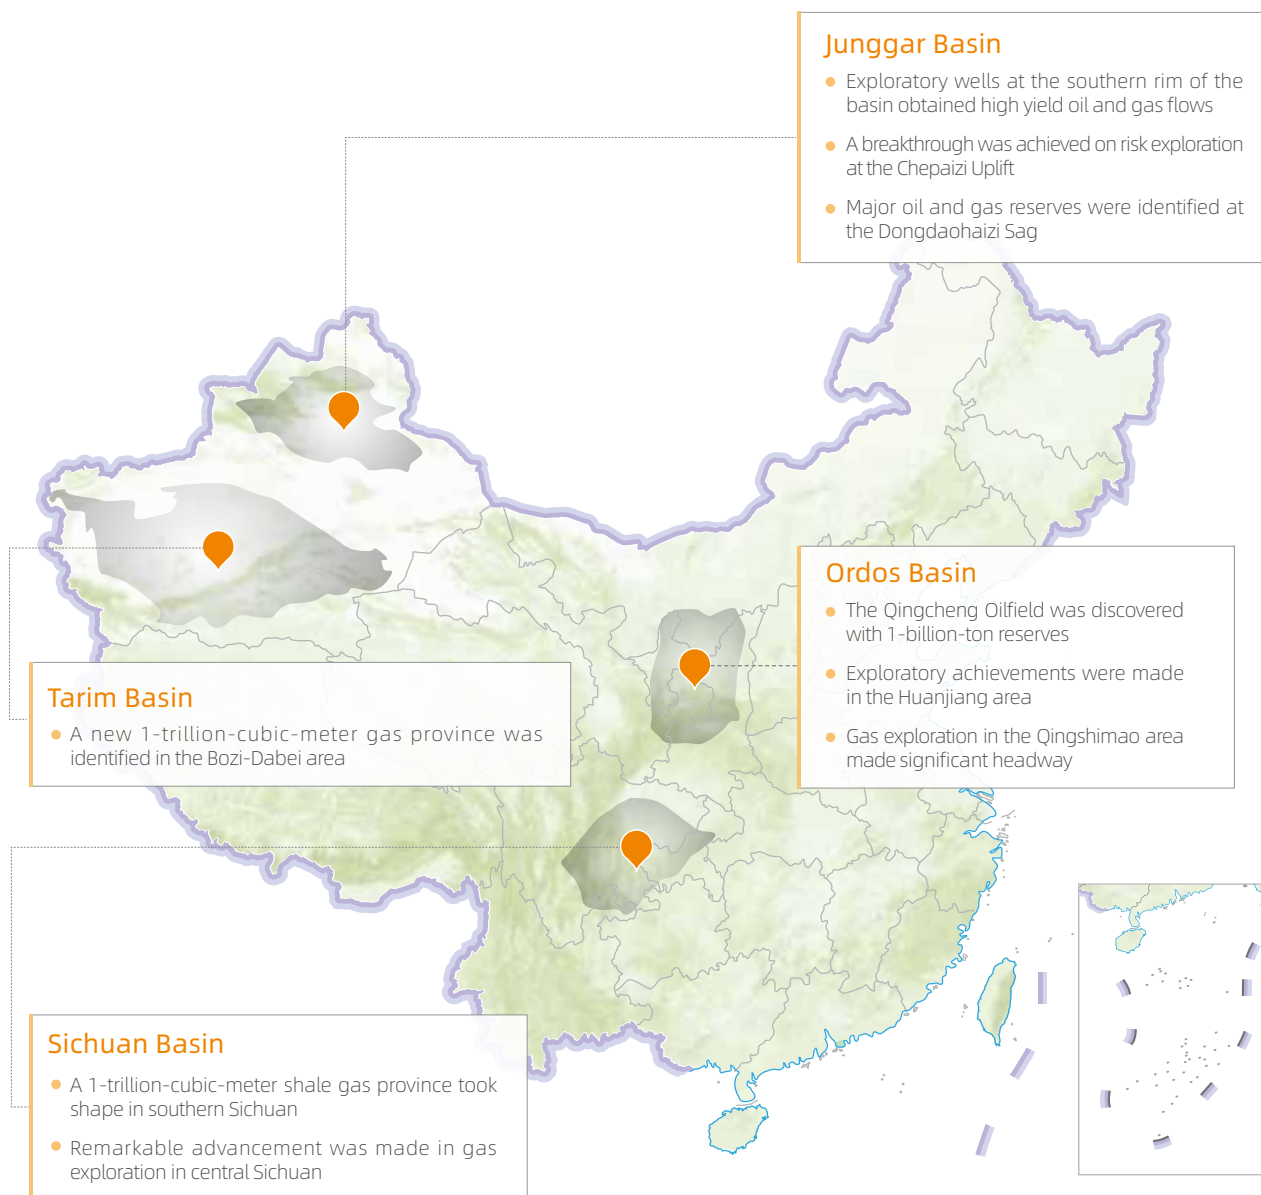 Junggar Basin
Exploratory wells at the southern rim of the
basin obtained high yield oil and gas flows
A breakthrough was achieved on risk exploration
at the Chepaizi Uplift
Major oil and gas reserves were identified at
the Dongdaohaizi Sag
Ordos Basin
The Qingcheng Oilfield was discovered
with 1-billion-ton reserves
Exploratory achievements were made
in the Huanjiang area
Gas exploration in the Qingshimao area
made significant headway
Tarim Basin
A new 1-trillion-cubic-meter gas province was
identified in the Bozi-Dabei area
Sichuan Basin
A 1-trillion-cubic-meter shale gas province took
shape in southern Sichuan
Remarkable advancement was made in gas
exploration in central Sichuan